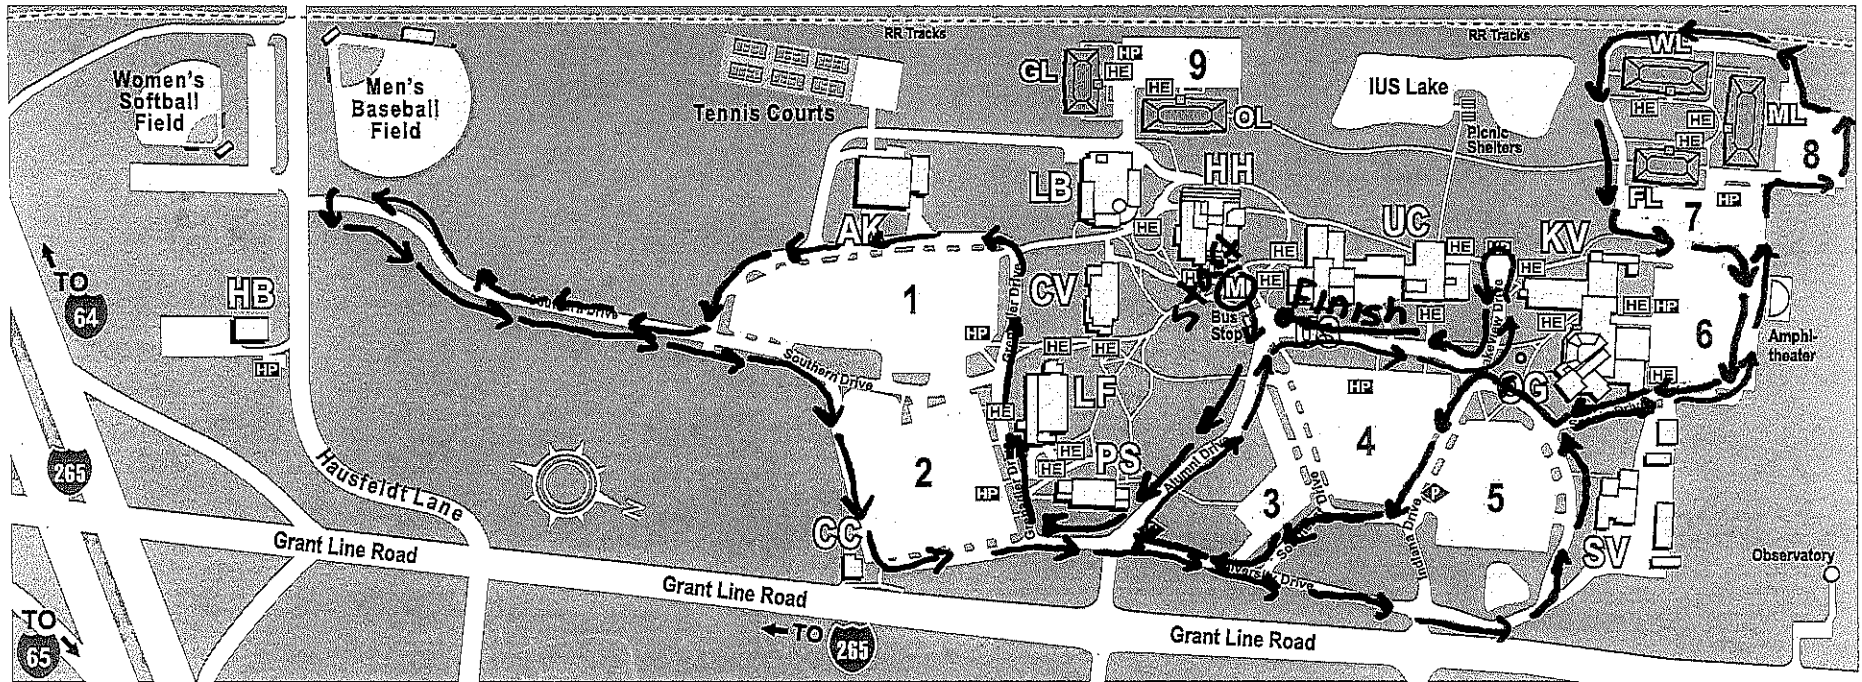 RR Tracks
RR Tracks
WL
Women's
Softball
Field
Men's
Baseball
Field
Tennis Courts
GL
HP
HE
9
HE
OL
IUS Lake
Picnic
Shelters
HE
HE
HE
ML
8
LB
HH
FL
HP
7
AK
HE
UC
HE
HE
KV
HE
TO
64
HB
HP
1
CV
HP
HE
HE
M
Bus
Stop
Finish
HE
HE
HE
HE
HP
6
Amphi-
theater
Southern Drive
HE
LF
HE
HP
4
OG
HE
265
Hausfeldt Lane
N
2
HP
HE
HE
PS
Alumni Drive
3
P
5
Indiana Drive
SV
CC
Grant Line Road
Grant Line Road
Grant Line Road
Observatory
TO
65
TO
265